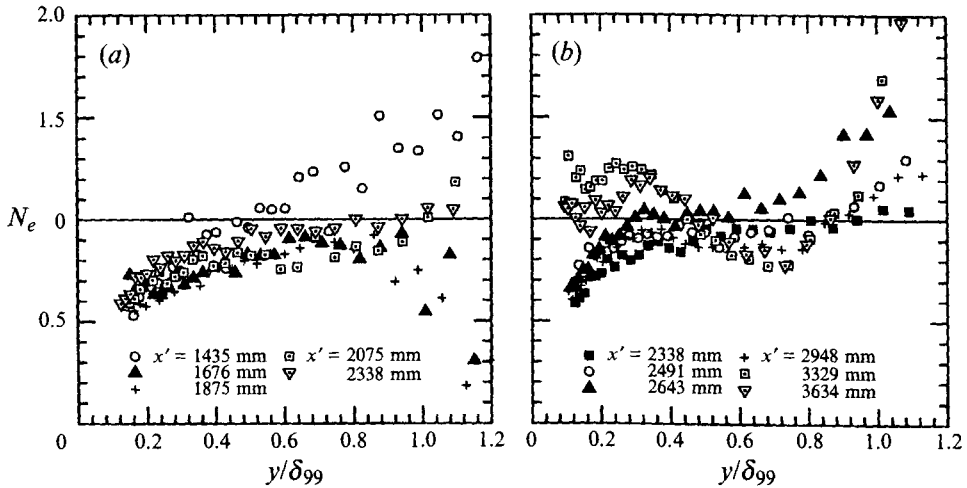 2.0
1.5
N_e
0
0.5
(a)
x′ = 1435 mm
1676 mm
1875 mm
x′ = 2075 mm
2338 mm
0 0.2 0.4 0.6 0.8 1.0 1.2
y/δ₉₉
(b)
x′ = 2338 mm
2491 mm
2643 mm
x′ = 2948 mm
3329 mm
3634 mm
0 0.2 0.4 0.6 0.8 1.0 1.2
y/δ₉₉